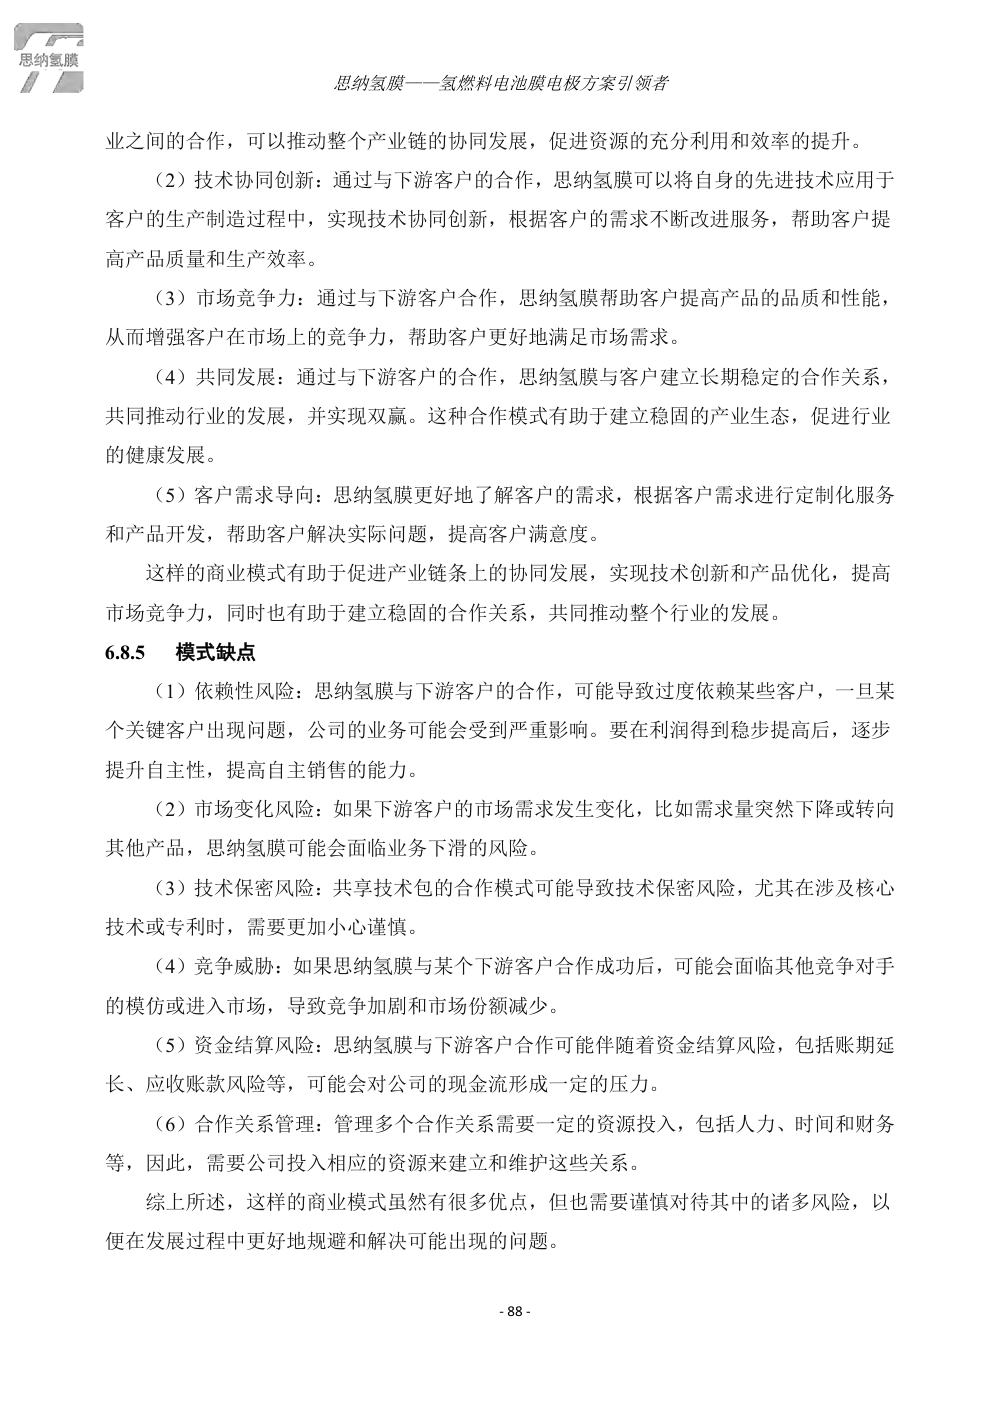 思纳氢膜
思纳氢膜——氢燃料电池膜电极方案引领者
业之间的合作，可以推动整个产业链的协同发展，促进资源的充分利用和效率的提升。
（2）技术协同创新：通过与下游客户的合作，思纳氢膜可以将自身的先进技术应用于
客户的生产制造过程中，实现技术协同创新，根据客户的需求不断改进服务，帮助客户提
高产品质量和生产效率。
（3）市场竞争力：通过与下游客户合作，思纳氢膜帮助客户提高产品的品质和性能，
从而增强客户在市场上的竞争力，帮助客户更好地满足市场需求。
（4）共同发展：通过与下游客户的合作，思纳氢膜与客户建立长期稳定的合作关系，
共同推动行业的发展，并实现双赢。这种合作模式有助于建立稳固的产业生态，促进行业
的健康发展。
（5）客户需求导向：思纳氢膜更好地了解客户的需求，根据客户需求进行定制化服务
和产品开发，帮助客户解决实际问题，提高客户满意度。
这样的商业模式有助于促进产业链条上的协同发展，实现技术创新和产品优化，提高
市场竞争力，同时也有助于建立稳固的合作关系，共同推动整个行业的发展。
6.8.5 模式缺点
（1）依赖性风险：思纳氢膜与下游客户的合作，可能导致过度依赖某些客户，一旦某
个关键客户出现问题，公司的业务可能会受到严重影响。要在利润得到稳步提高后，逐步
提升自主性，提高自主销售的能力。
（2）市场变化风险：如果下游客户的市场需求发生变化，比如需求量突然下降或转向
其他产品，思纳氢膜可能会面临业务下滑的风险。
（3）技术保密风险：共享技术包的合作模式可能导致技术保密风险，尤其在涉及核心
技术或专利时，需要更加小心谨慎。
（4）竞争威胁：如果思纳氢膜与某个下游客户合作成功后，可能会面临其他竞争对手
的模仿或进入市场，导致竞争加剧和市场份额减少。
（5）资金结算风险：思纳氢膜与下游客户合作可能伴随着资金结算风险，包括账期延
长、应收账款风险等，可能会对公司的现金流形成一定的压力。
（6）合作关系管理：管理多个合作关系需要一定的资源投入，包括人力、时间和财务
等，因此，需要公司投入相应的资源来建立和维护这些关系。
综上所述，这样的商业模式虽然有很多优点，但也需要谨慎对待其中的诸多风险，以
便在发展过程中更好地规避和解决可能出现的问题。
- 88 -